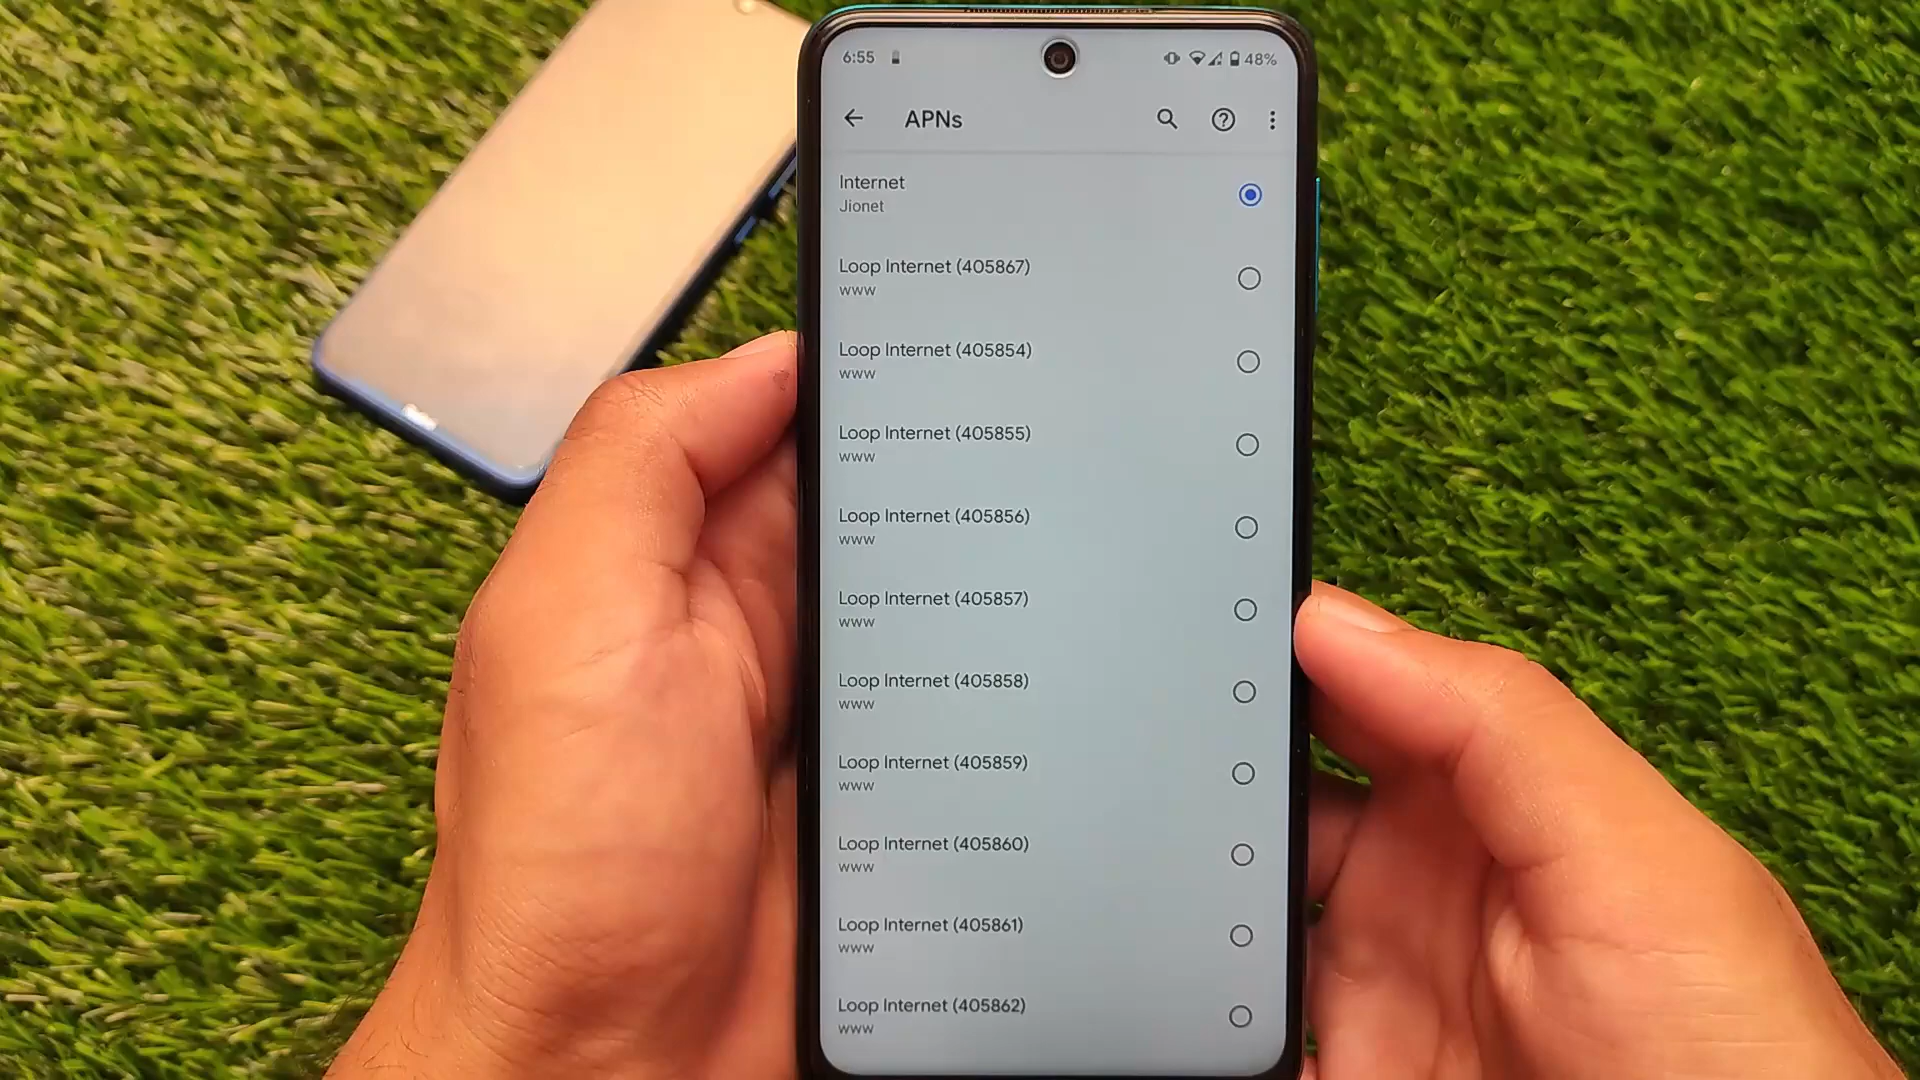 6:55
48%
APNs
Internet
Jionet
Loop Internet (405867)
www
Loop Internet (405854)
www
Loop Internet (405855)
www
Loop Internet (405856)
www
Loop Internet (405857)
www
Loop Internet (405858)
www
Loop Internet (405859)
www
Loop Internet (405860)
www
Loop Internet (405861)
www
Loop Internet (405862)
www